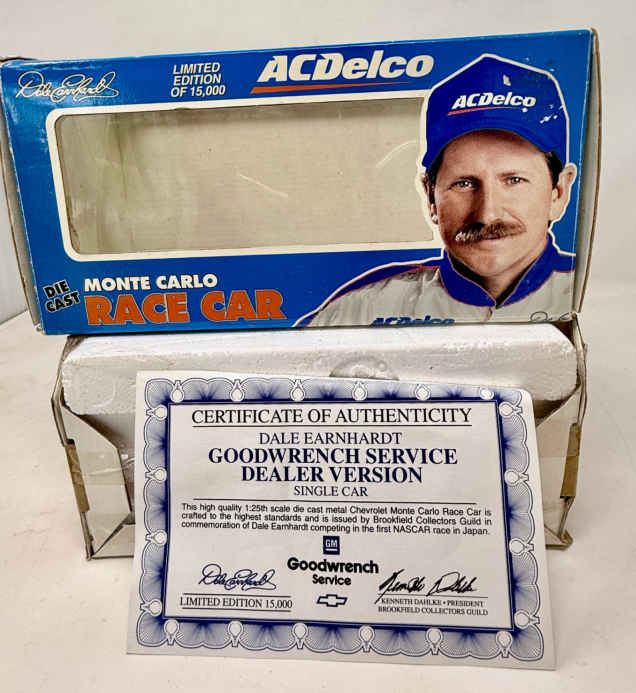 Dale Earnhardt
LIMITED
EDITION
OF 15,000
ACDelco
ACDelco
DIE
CAST
MONTE CARLO
RACE CAR
ACDelco
CERTIFICATE OF AUTHENTICITY
DALE EARNHARDT
GOODWRENCH SERVICE
DEALER VERSION
SINGLE CAR
This high quality 1:25th scale die cast metal Chevrolet Monte Carlo Race Car is
crafted to the highest standards and is issued by Brookfield Collectors Guild in
commemoration of Dale Earnhardt competing in the first NASCAR race in Japan.
GM
Goodwrench
Service
Dale Earnhardt
LIMITED EDITION 15,000
Kenneth Dahlke
KENNETH DAHLKE • PRESIDENT
BROOKFIELD COLLECTORS GUILD